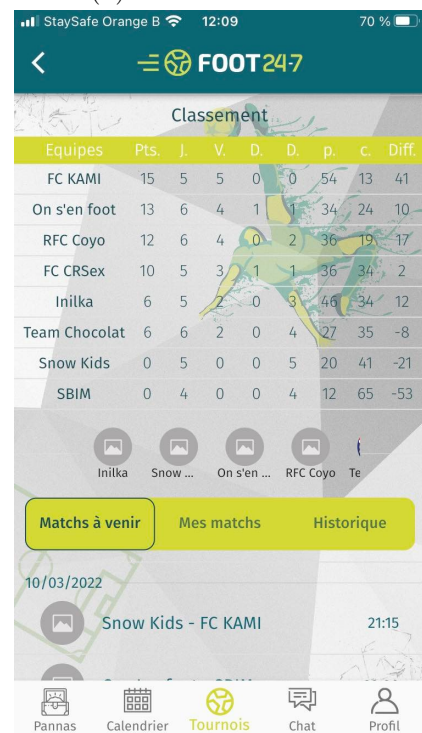 StaySafe Orange B 12:09 70 %
FOOT24-7
Classement
Equipes Pts. J. V. D. D. p. c. Diff.
FC KAMI 15 5 5 0 0 54 13 41
On s'en foot 13 6 4 1 1 34 24 10
RFC Coyo 12 6 4 0 2 36 19 17
FC CRSex 10 5 3 1 1 36 34 2
Inilka 6 5 2 0 3 46 34 12
Team Chocolat 6 6 2 0 4 27 35 -8
Snow Kids 0 5 0 0 5 20 41 -21
SBIM 0 4 0 0 4 12 65 -53
Inilka Snow ... On s'en ... RFC Coyo Te
Matchs à venir Mes matchs Historique
10/03/2022
Snow Kids - FC KAMI 21:15
Pannas Calendrier Tournois Chat Profil